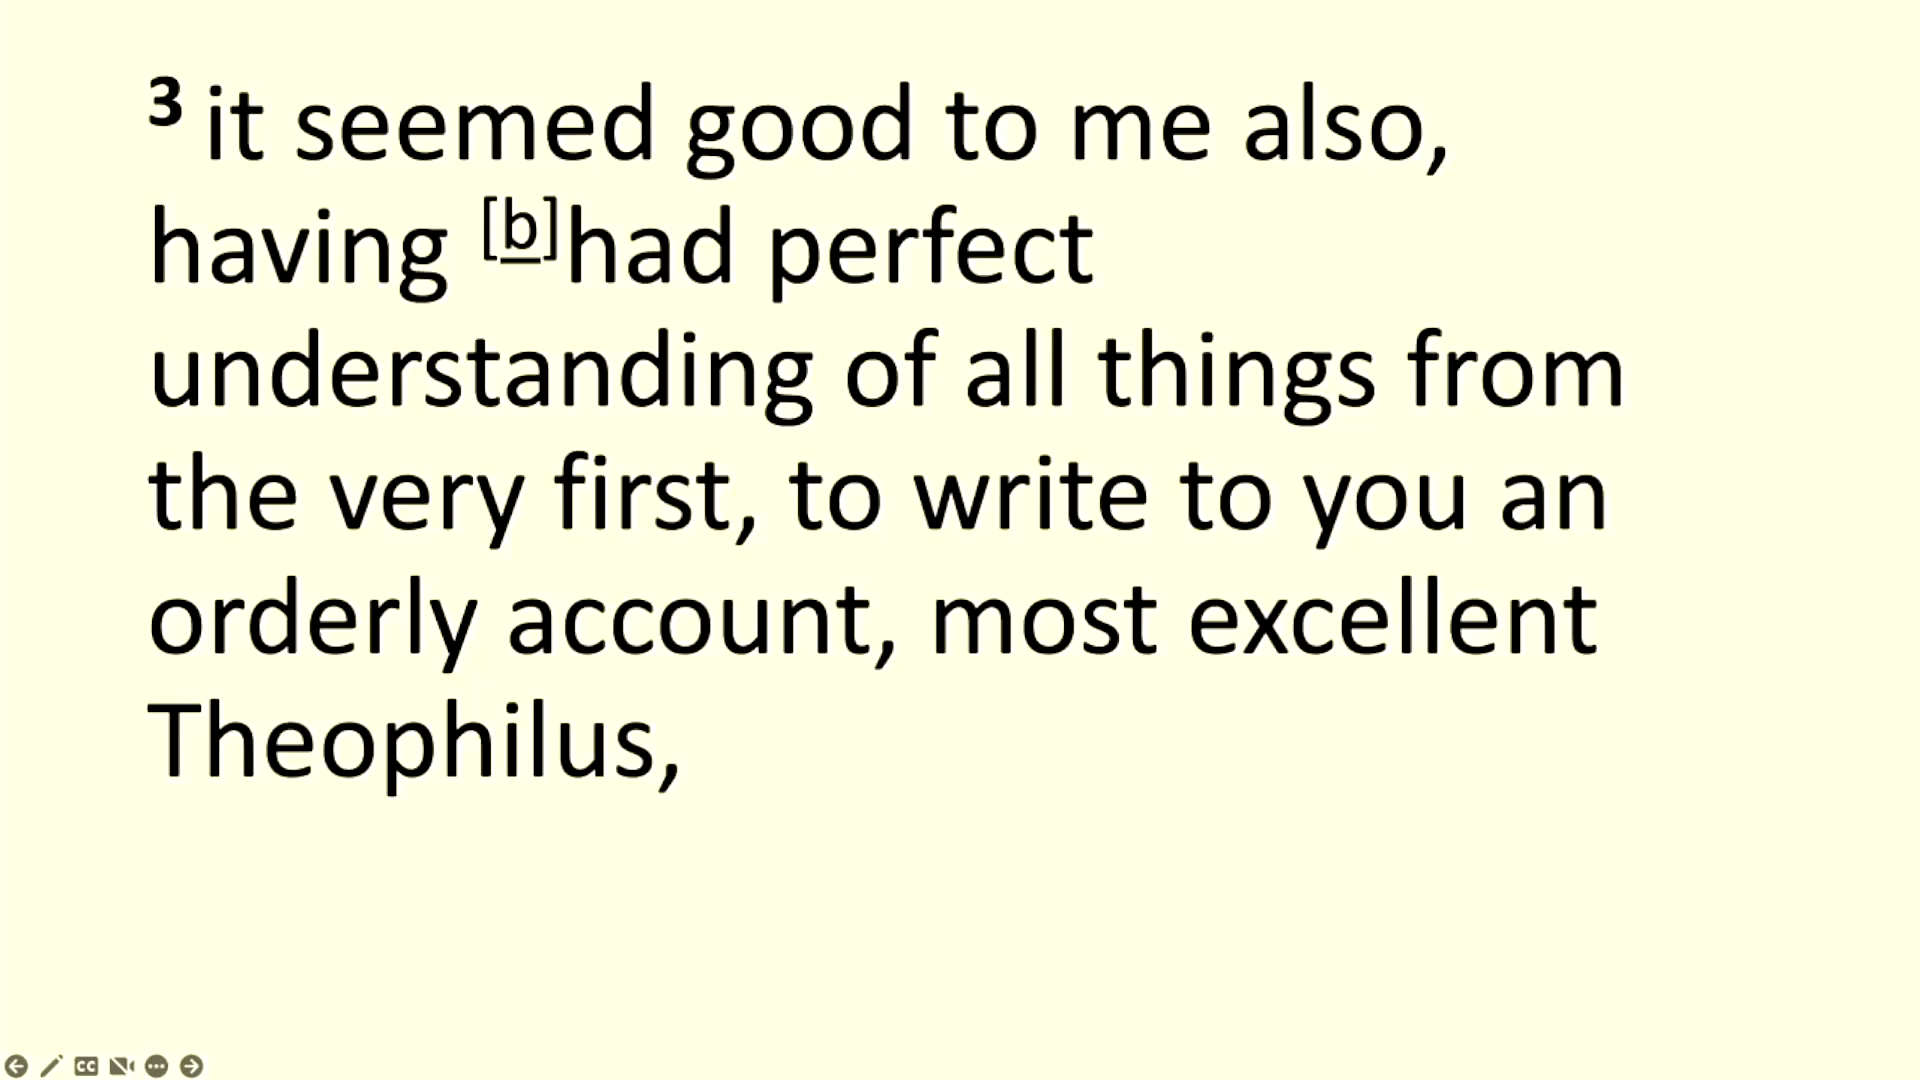 3 it seemed good to me also,
having [b]had perfect
understanding of all things from
the very first, to write to you an
orderly account, most excellent
Theophilus,
CC